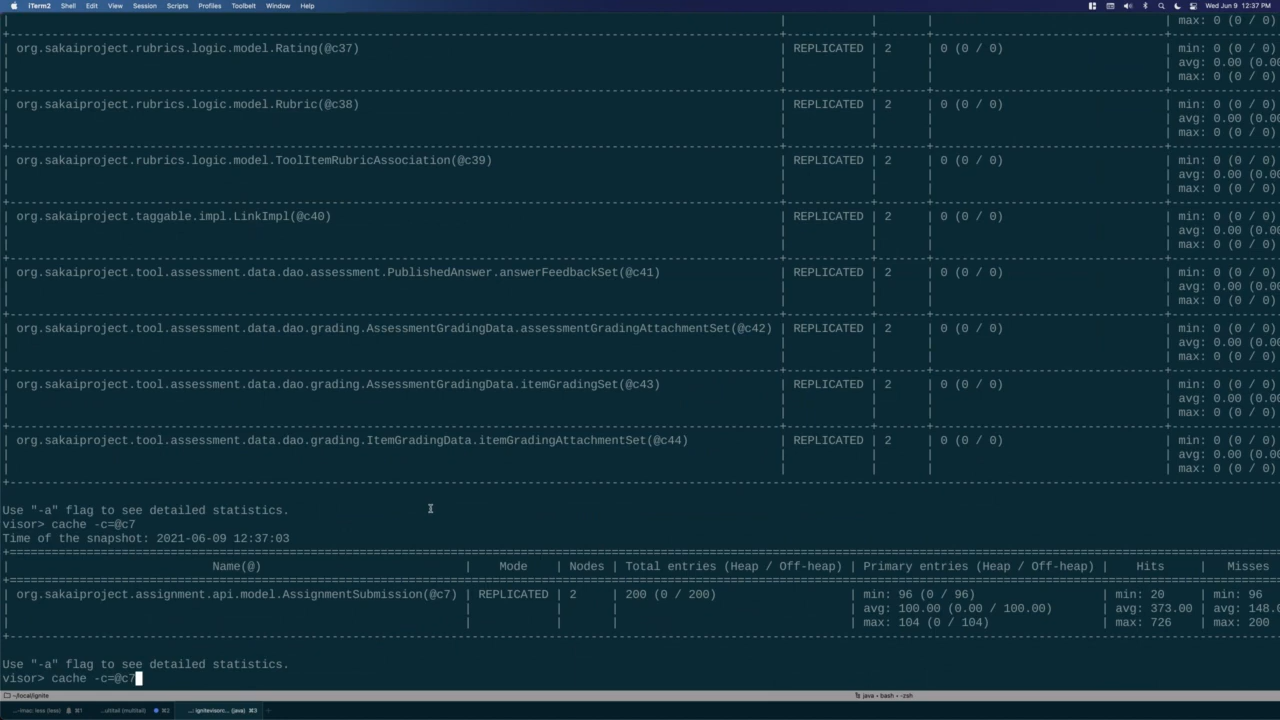 iTerm2 Shell Edit View Session Scripts Profiles Toolbelt Window Help Wed Jun 9 12:37 PM
| | | | | max: 0 (0 / 0)
| org.sakaiproject.rubrics.logic.model.Rating(@c37) | REPLICATED | 2 | 0 (0 / 0) | min: 0 (0 / 0)
| | | | | avg: 0.00 (0.00
| | | | | max: 0 (0 / 0)
| org.sakaiproject.rubrics.logic.model.Rubric(@c38) | REPLICATED | 2 | 0 (0 / 0) | min: 0 (0 / 0)
| | | | | avg: 0.00 (0.00
| | | | | max: 0 (0 / 0)
| org.sakaiproject.rubrics.logic.model.ToolItemRubricAssociation(@c39) | REPLICATED | 2 | 0 (0 / 0) | min: 0 (0 / 0)
| | | | | avg: 0.00 (0.00
| | | | | max: 0 (0 / 0)
| org.sakaiproject.taggable.impl.LinkImpl(@c40) | REPLICATED | 2 | 0 (0 / 0) | min: 0 (0 / 0)
| | | | | avg: 0.00 (0.00
| | | | | max: 0 (0 / 0)
| org.sakaiproject.tool.assessment.data.dao.assessment.PublishedAnswer.answerFeedbackSet(@c41) | REPLICATED | 2 | 0 (0 / 0) | min: 0 (0 / 0)
| | | | | avg: 0.00 (0.00
| | | | | max: 0 (0 / 0)
| org.sakaiproject.tool.assessment.data.dao.grading.AssessmentGradingData.assessmentGradingAttachmentSet(@c42) | REPLICATED | 2 | 0 (0 / 0) | min: 0 (0 / 0)
| | | | | avg: 0.00 (0.00
| | | | | max: 0 (0 / 0)
| org.sakaiproject.tool.assessment.data.dao.grading.AssessmentGradingData.itemGradingSet(@c43) | REPLICATED | 2 | 0 (0 / 0) | min: 0 (0 / 0)
| | | | | avg: 0.00 (0.00
| | | | | max: 0 (0 / 0)
| org.sakaiproject.tool.assessment.data.dao.grading.ItemGradingData.itemGradingAttachmentSet(@c44) | REPLICATED | 2 | 0 (0 / 0) | min: 0 (0 / 0)
| | | | | avg: 0.00 (0.00
| | | | | max: 0 (0 / 0)
Use "-a" flag to see detailed statistics.
visor> cache -c=@c7
Time of the snapshot: 2021-06-09 12:37:03
| Name(@) | Mode | Nodes | Total entries (Heap / Off-heap) | Primary entries (Heap / Off-heap) | Hits | Misses
| org.sakaiproject.assignment.api.model.AssignmentSubmission(@c7) | REPLICATED | 2 | 200 (0 / 200) | min: 96 (0 / 96) | min: 20 | min: 96
| | | | | avg: 100.00 (0.00 / 100.00) | avg: 373.00 | avg: 148.0
| | | | | max: 104 (0 / 104) | max: 726 | max: 200
Use "-a" flag to see detailed statistics.
visor> cache -c=@c7
~/local/ignite java • bash • -zsh
...-imac: less (less) ⌘1 ...ultitail (multitail) ⌘2 ...: ignitevisorc... (java) ⌘3 +